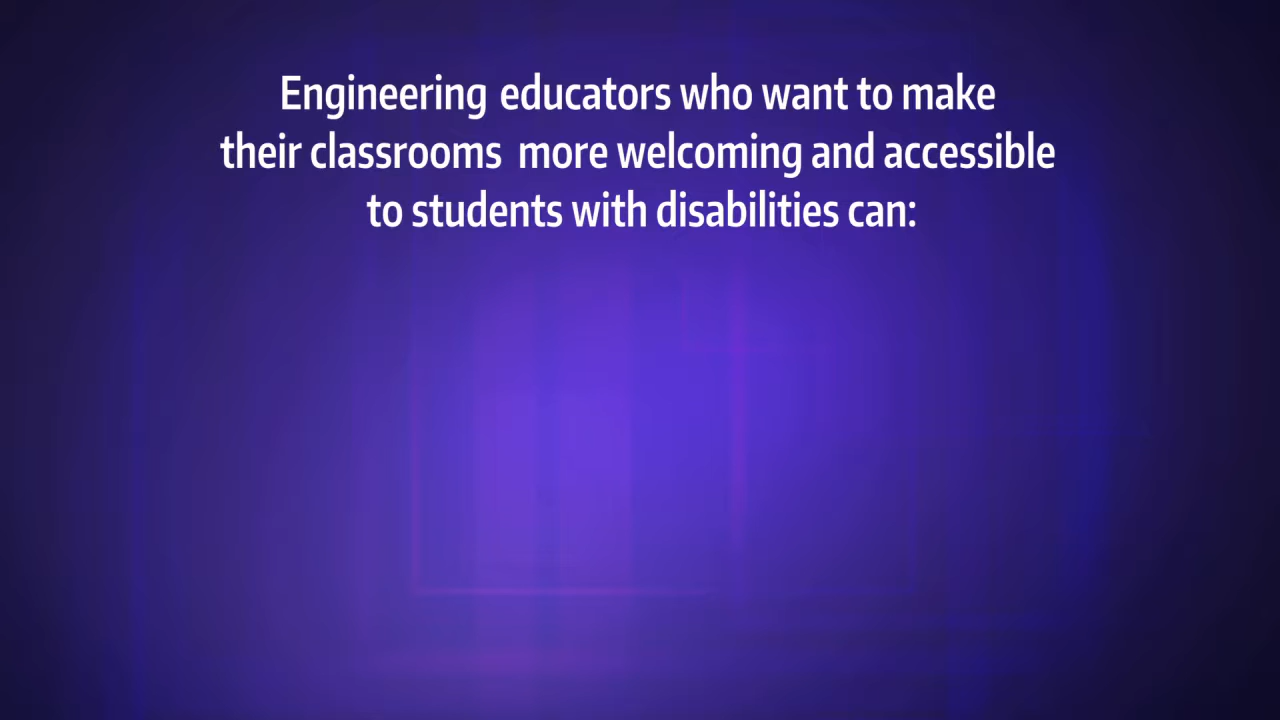 Engineering educators who want to make
their classrooms more welcoming and accessible
to students with disabilities can: